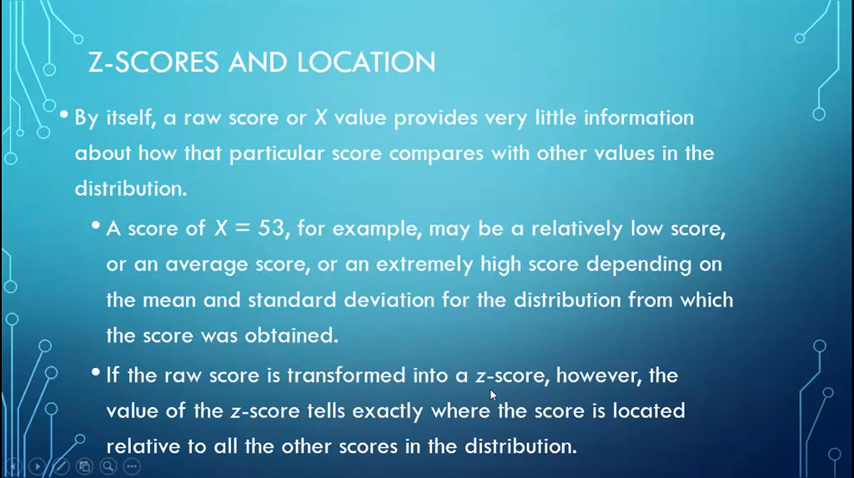 Z-SCORES AND LOCATION
• By itself, a raw score or X value provides very little information
about how that particular score compares with other values in the
distribution.
• A score of X = 53, for example, may be a relatively low score,
or an average score, or an extremely high score depending on
the mean and standard deviation for the distribution from which
the score was obtained.
• If the raw score is transformed into a z-score, however, the
value of the z-score tells exactly where the score is located
relative to all the other scores in the distribution.